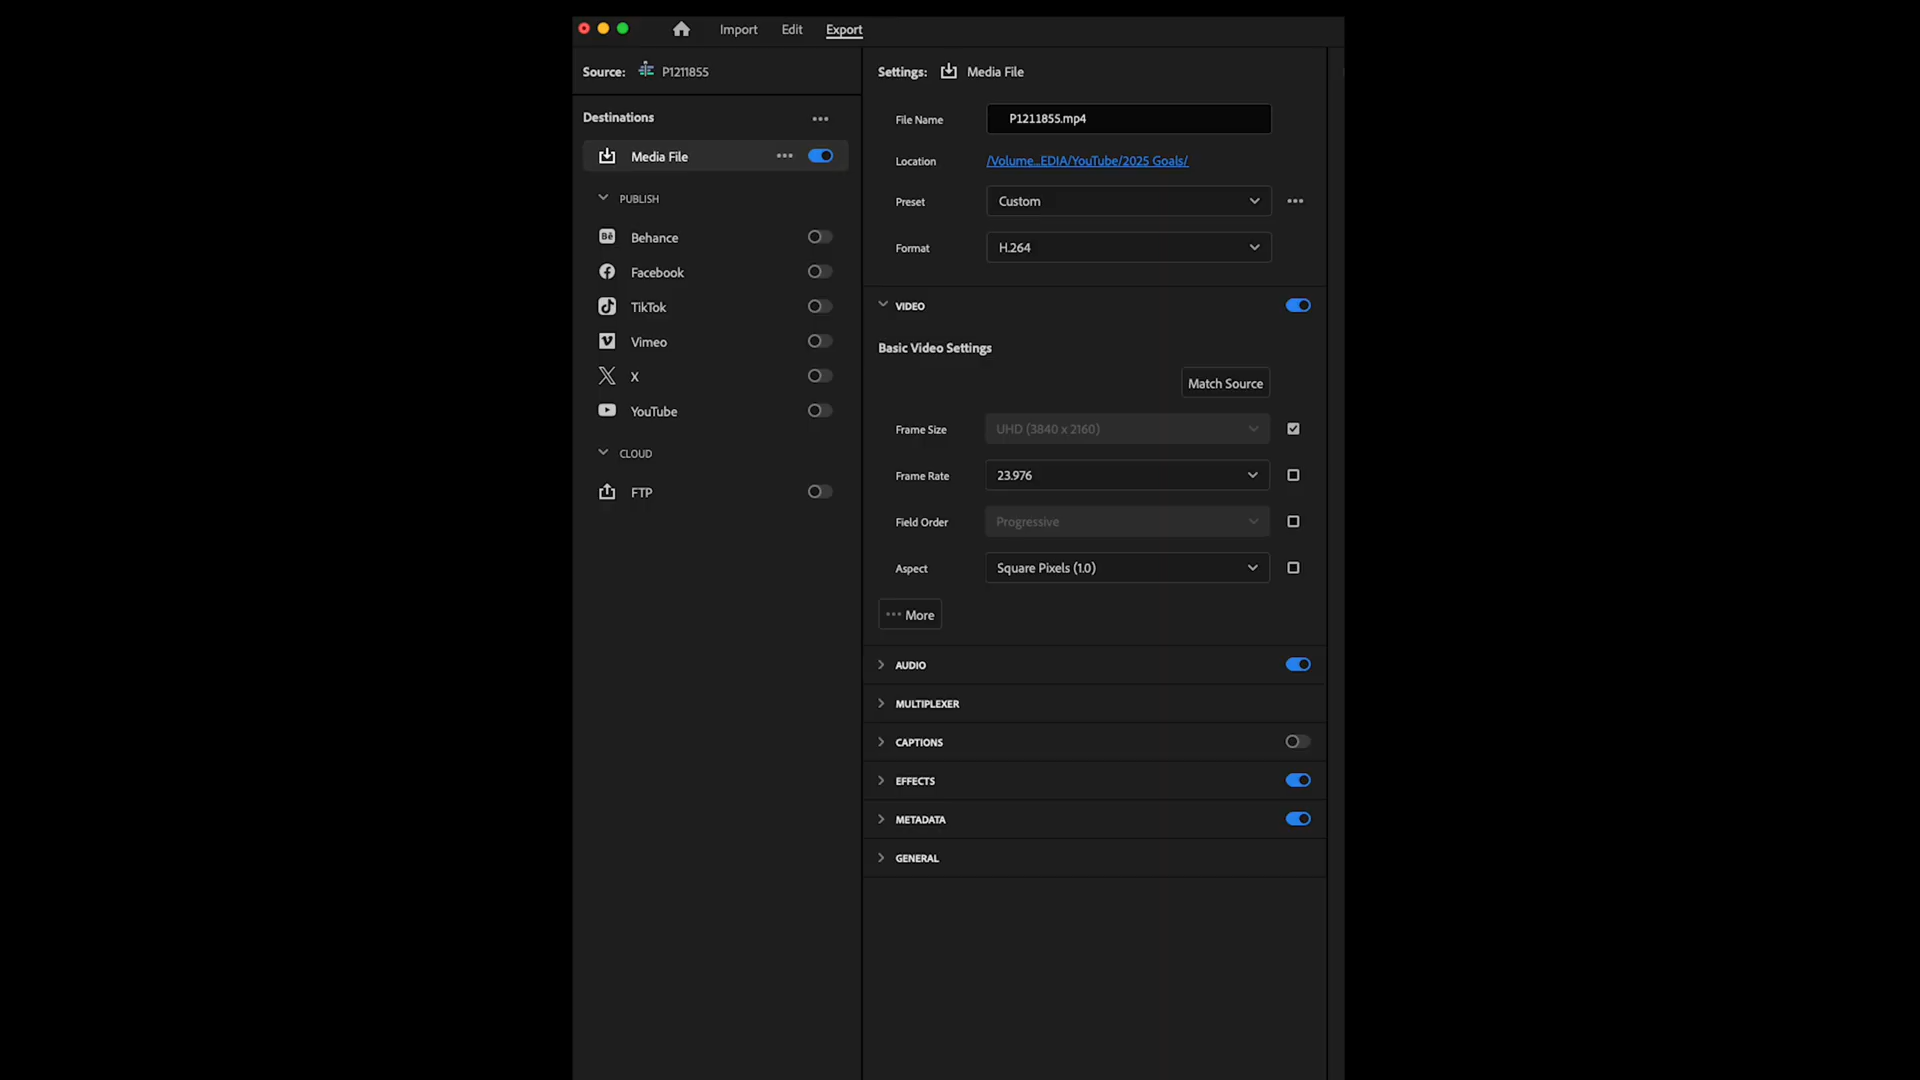 Import Edit Export
Source: P1211855
Destinations
Media File
PUBLISH
Behance
Facebook
TikTok
Vimeo
X
YouTube
CLOUD
FTP
Settings: Media File
File Name P1211855.mp4
Location /Volume...EDIA/YouTube/2025 Goals/
Preset Custom
Format H.264
VIDEO
Basic Video Settings
Match Source
Frame Size UHD (3840 x 2160)
Frame Rate 23.976
Field Order Progressive
Aspect Square Pixels (1.0)
More
AUDIO
MULTIPLEXER
CAPTIONS
EFFECTS
METADATA
GENERAL